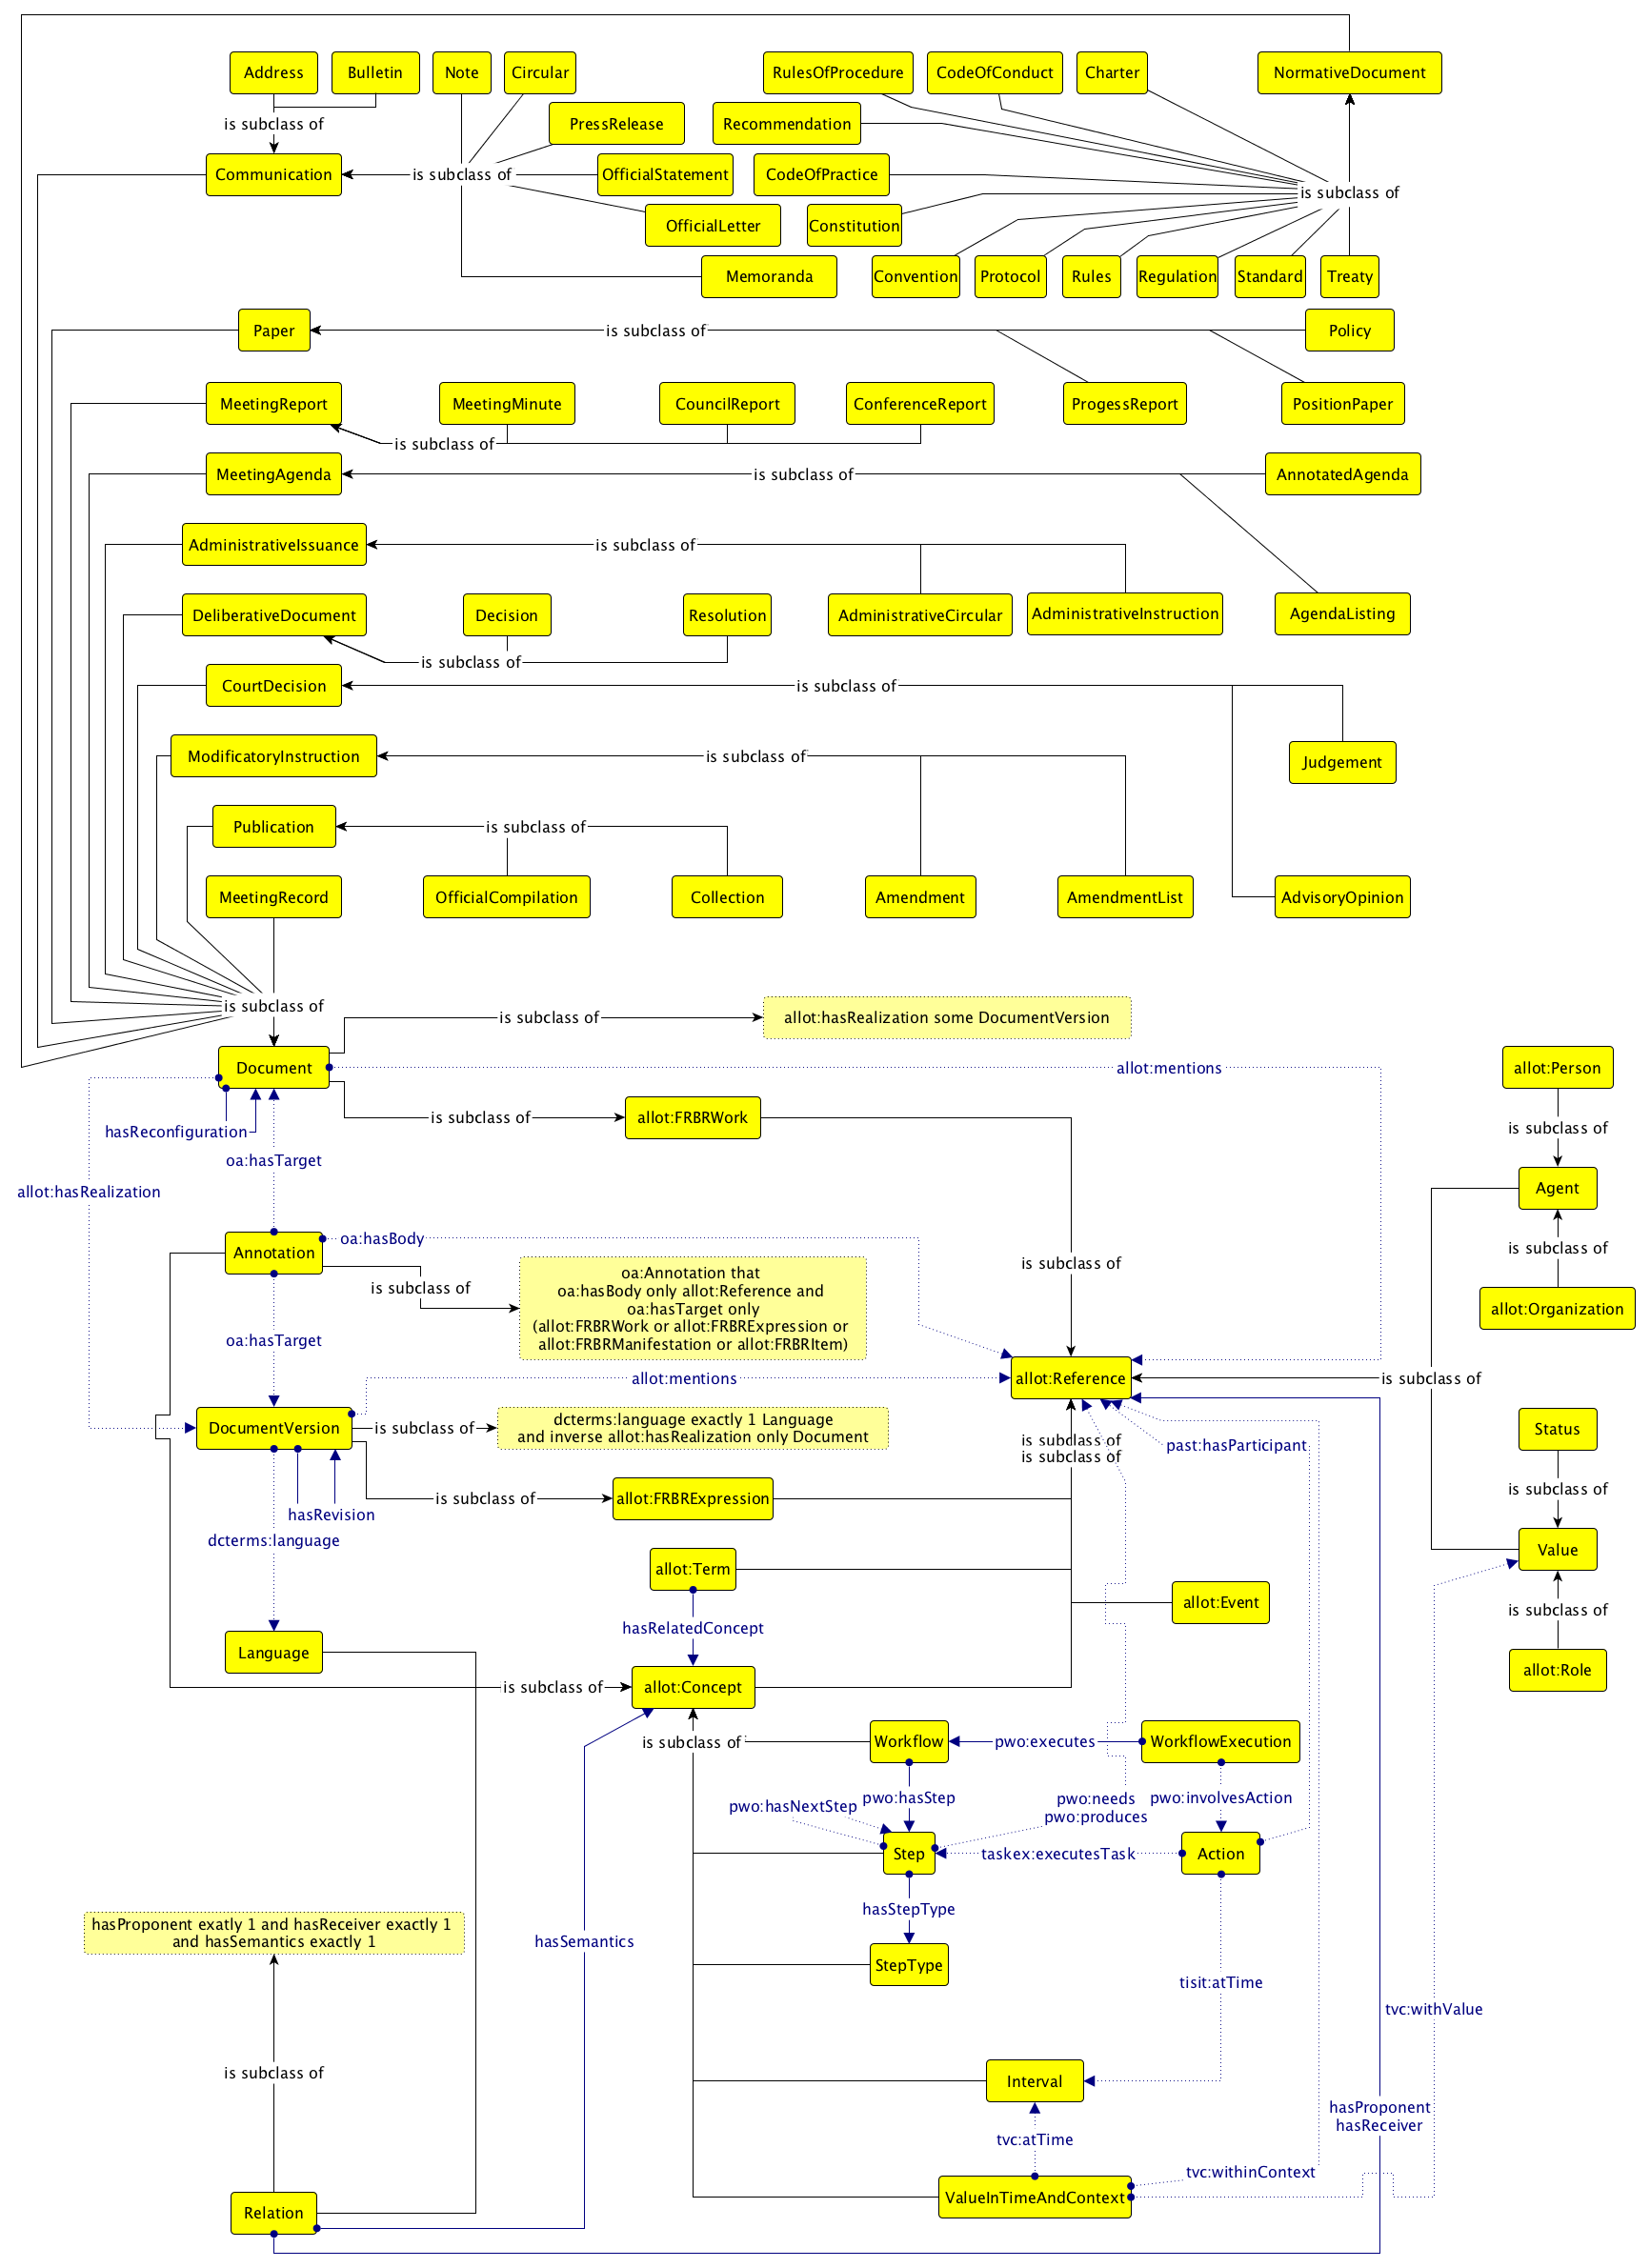 Address
Bulletin
Note
Circular
RulesOfProcedure
CodeOfConduct
Charter
NormativeDocument
PressRelease
Recommendation
is subclass of
Communication
is subclass of
OfficialStatement
CodeOfPractice
is subclass of
OfficialLetter
Constitution
Memoranda
Convention
Protocol
Rules
Regulation
Standard
Treaty
Paper
is subclass of
Policy
MeetingReport
MeetingMinute
CouncilReport
ConferenceReport
ProgessReport
PositionPaper
is subclass of
MeetingAgenda
is subclass of
AnnotatedAgenda
AdministrativeIssuance
is subclass of
DeliberativeDocument
Decision
Resolution
AdministrativeCircular
AdministrativeInstruction
AgendaListing
is subclass of
CourtDecision
is subclass of
ModificatoryInstruction
is subclass of
Judgement
Publication
is subclass of
MeetingRecord
OfficialCompilation
Collection
Amendment
AmendmentList
AdvisoryOpinion
is subclass of
is subclass of
allot:hasRealization some DocumentVersion
Document
allot:mentions
allot:Person
is subclass of
allot:FRBRWork
hasReconfiguration
is subclass of
oa:hasTarget
allot:hasRealization
Agent
Annotation
oa:hasBody
is subclass of
is subclass of
is subclass of
oa:Annotation that
oa:hasBody only allot:Reference and
oa:hasTarget only
(allot:FRBRWork or allot:FRBRExpression or
allot:FRBRManifestation or allot:FRBRItem)
allot:Organization
oa:hasTarget
allot:mentions
allot:Reference
is subclass of
DocumentVersion
is subclass of
dcterms:language exactly 1 Language
and inverse allot:hasRealization only Document
is subclass of
is subclass of
past:hasParticipant
Status
is subclass of
is subclass of
allot:FRBRExpression
hasRevision
dcterms:language
Value
allot:Term
allot:Event
is subclass of
hasRelatedConcept
Language
allot:Role
is subclass of
allot:Concept
is subclass of
Workflow
pwo:executes
WorkflowExecution
pwo:hasNextStep
pwo:hasStep
pwo:needs
pwo:produces
pwo:involvesAction
Step
taskex:executesTask
Action
hasStepType
hasProponent exatly 1 and hasReceiver exactly 1
and hasSemantics exactly 1
hasSemantics
StepType
tisit:atTime
tvc:withValue
is subclass of
Interval
hasProponent
hasReceiver
tvc:atTime
tvc:withinContext
ValueInTimeAndContext
Relation